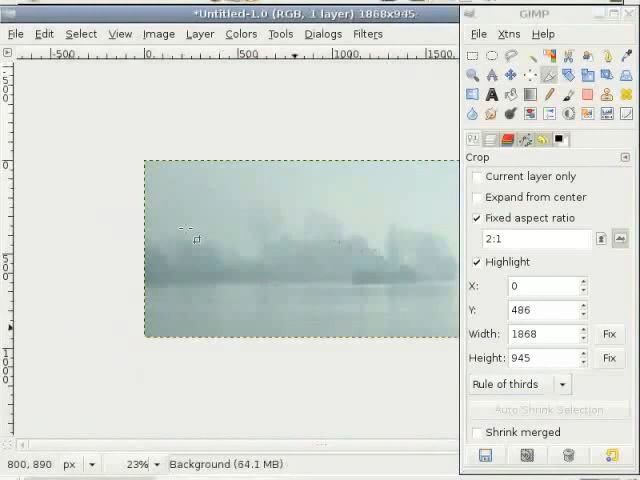 *Untitled-1.0 (RGB, 1 layer) 1868x945
GIMP
File Edit Select View Image Layer Colors Tools Dialogs Filters
File Xtns Help
-500 0 500 1000 1500
0
500
1000
Crop
Current layer only
Expand from center
Fixed aspect ratio
2:1
Highlight
X: 0
Y: 486
Width: 1868 Fix
Height: 945 Fix
Rule of thirds
Auto Shrink Selection
Shrink merged
800, 890 px 23% Background (64.1 MB)